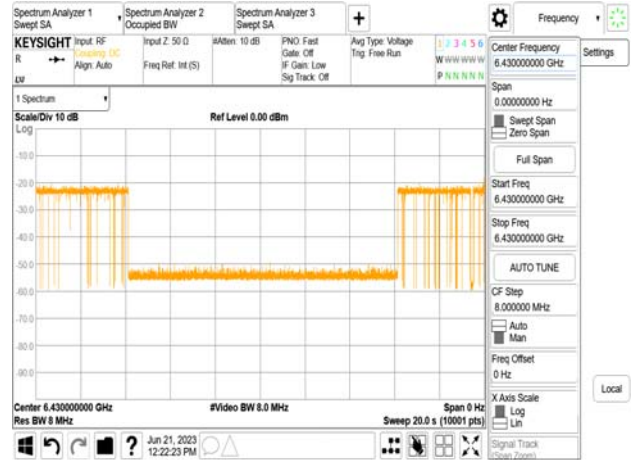 Spectrum Analyzer 1
Swept SA
Spectrum Analyzer 2
Occupied BW
Spectrum Analyzer 3
Swept SA
+
Frequency
KEYSIGHT
R
LU
Input: RF
Coupling: DC
Align: Auto
Input Z: 50 Ω
Freq Ref: Int (S)
#Atten: 10 dB
PNO: Fast
Gate: Off
IF Gain: Low
Sig Track: Off
Avg Type: Voltage
Trig: Free Run
1 2 3 4 5 6
W W W W W W
P N N N N N
Center Frequency
6.430000000 GHz
Settings
Span
0.00000000 Hz
Swept Span
Zero Span
Full Span
Start Freq
6.430000000 GHz
Stop Freq
6.430000000 GHz
AUTO TUNE
CF Step
8.000000 MHz
Auto
Man
Freq Offset
0 Hz
X Axis Scale
Log
Lin
Signal Track
(Span Zoom)
Local
1 Spectrum
Scale/Div 10 dB
Ref Level 0.00 dBm
Log
-10.0
-20.0
-30.0
-40.0
-50.0
-60.0
-70.0
-80.0
-90.0
Center 6.430000000 GHz
#Video BW 8.0 MHz
Span 0 Hz
Res BW 8 MHz
Sweep 20.0 s (10001 pts)
?
Jun 21, 2023
12:22:23 PM